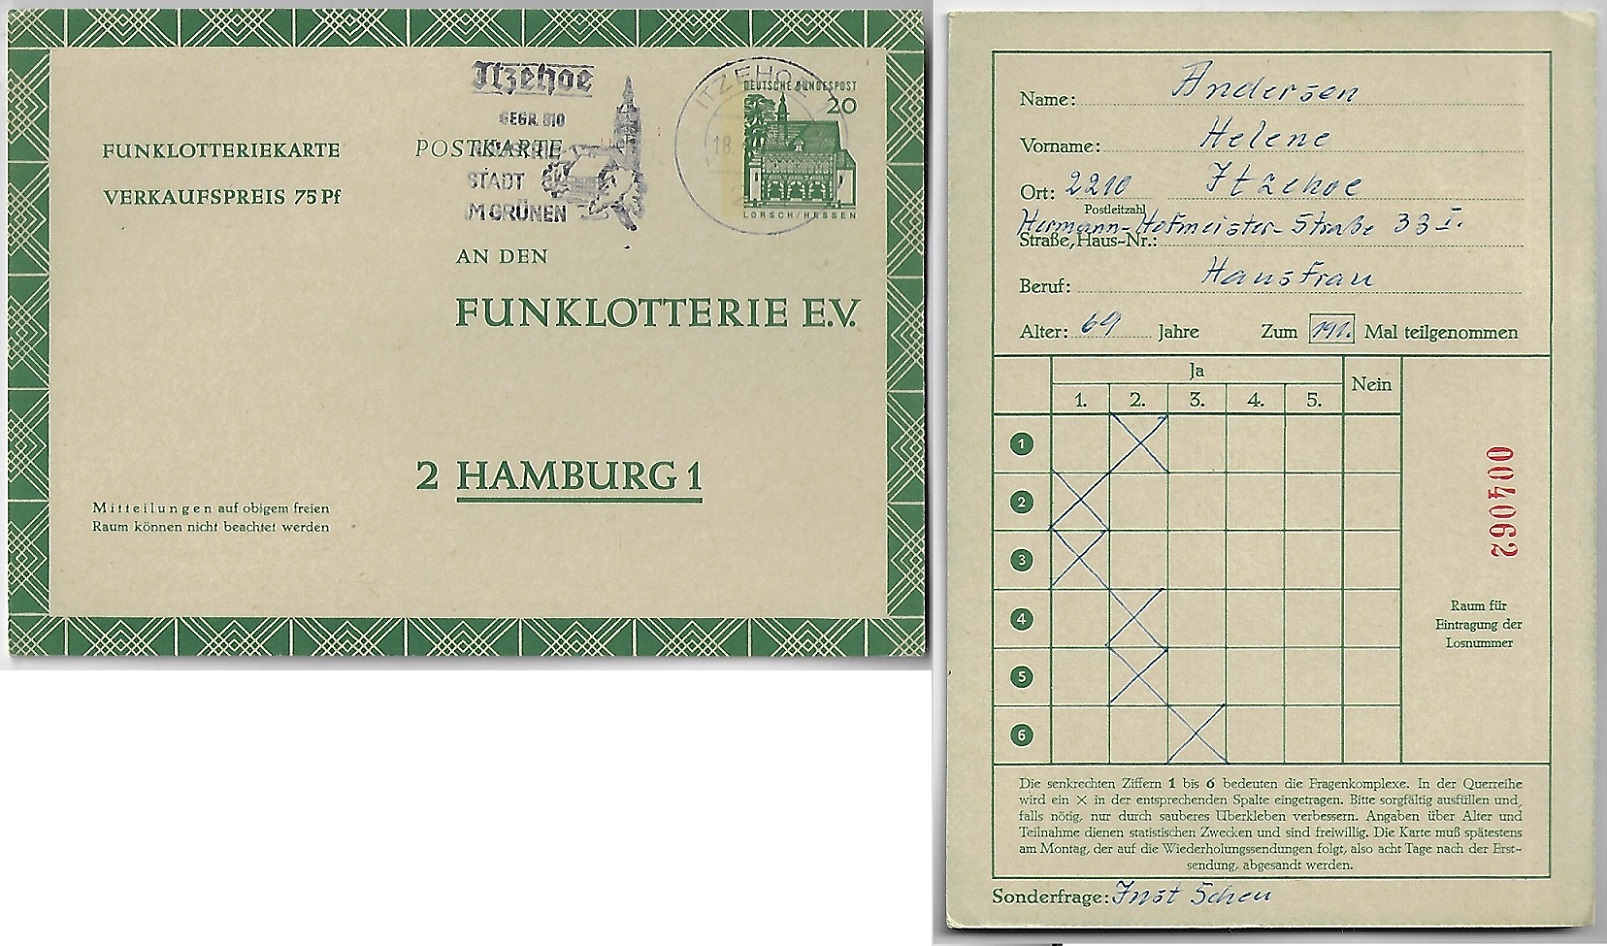 Itzehoe
GEGR. 810
STADT
IM GRÜNEN
ITZEHOE
18.
DEUTSCHE BUNDESPOST
20
LORSCH/HESSEN
FUNKLOTTERIEKARTE
POSTKARTE
VERKAUFSPREIS 75 Pf
AN DEN
FUNKLOTTERIE E.V.
2 HAMBURG 1
Mitteilungen auf obigem freien
Raum können nicht beachtet werden
Name: Andersen
Vorname: Helene
Ort: 2210 Itzehoe
Postleitzahl
Hermann-Hofmeister-Straße 33 I.
Straße, Haus-Nr.:
Beruf: Hausfrau
Alter: 69 Jahre Zum 191. Mal teilgenommen
Ja
Nein
1. 2. 3. 4. 5.
1
2
3
4
5
6
004062
Raum für
Eintragung der
Losnummer
Die senkrechten Ziffern 1 bis 6 bedeuten die Fragenkomplexe. In der Querreihe
wird ein × in der entsprechenden Spalte eingetragen. Bitte sorgfältig ausfüllen und,
falls nötig, nur durch sauberes Überkleben verbessern. Angaben über Alter und
Teilnahme dienen statistischen Zwecken und sind freiwillig. Die Karte muß spätestens
am Montag, der auf die Wiederholungssendungen folgt, also acht Tage nach der Erst-
sendung, abgesandt werden.
Sonderfrage: Inst Scheu